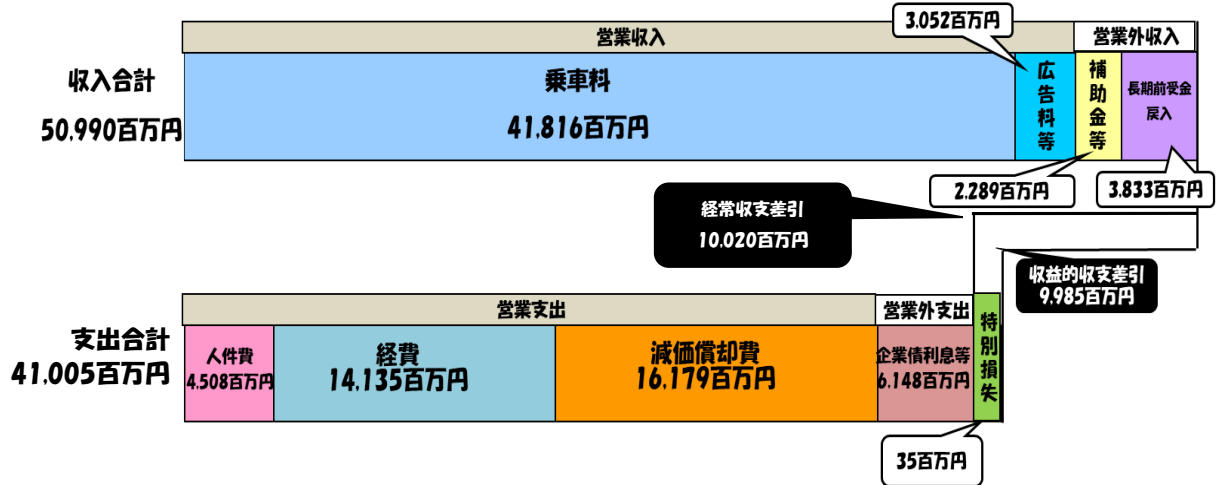 3,052百万円
営業収入
営業外収入
収入合計
50,990百万円
乗車料
41,816百万円
広告料等
補助金等
長期前受金
戻入
2,289百万円
3,833百万円
経常収支差引
10,020百万円
収益的収支差引
9,985百万円
営業支出
営業外支出
特別損失
支出合計
41,005百万円
人件費
4,508百万円
経費
14,135百万円
減価償却費
16,179百万円
企業債利息等
6,148百万円
35百万円